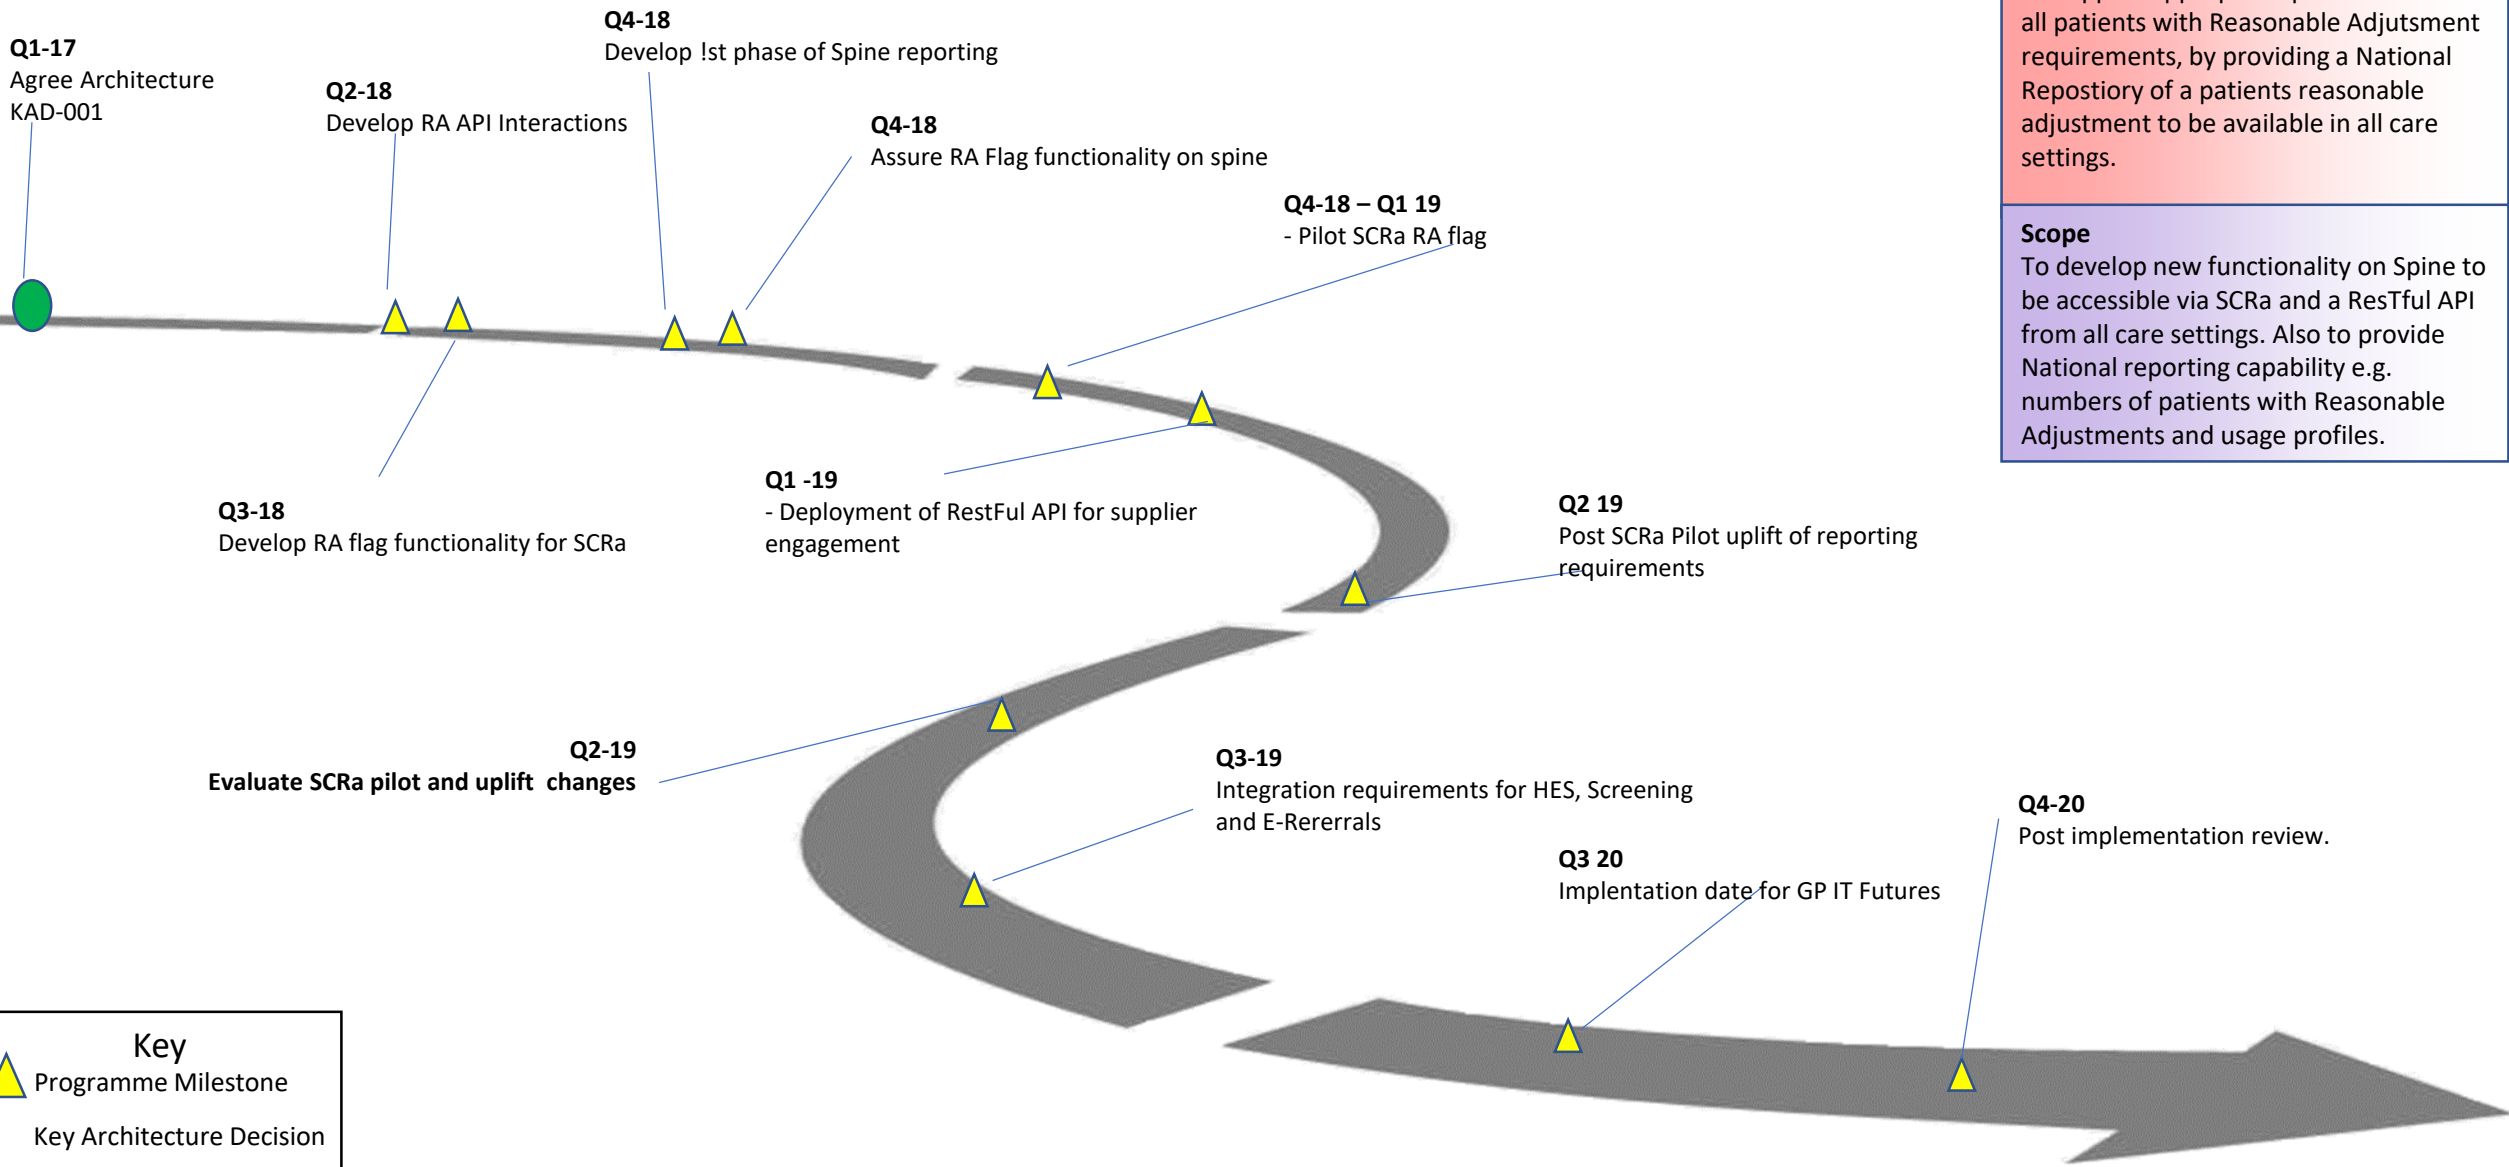 Q4-18
Develop !st phase of Spine reporting
Q1-17
Agree Architecture
KAD-001
Q2-18
Develop RA API Interactions
Q4-18
Assure RA Flag functionality on spine
Q4-18 – Q1 19
- Pilot SCRa RA flag
all patients with Reasonable Adjutsment
requirements, by providing a National
Repostiory of a patients reasonable
adjustment to be available in all care
settings.
Scope
To develop new functionality on Spine to
be accessible via SCRa and a ResTful API
from all care settings. Also to provide
National reporting capability e.g.
numbers of patients with Reasonable
Adjustments and usage profiles.
Q3-18
Develop RA flag functionality for SCRa
Q1 -19
- Deployment of RestFul API for supplier
engagement
Q2 19
Post SCRa Pilot uplift of reporting
requirements
Q2-19
Evaluate SCRa pilot and uplift changes
Q3-19
Integration requirements for HES, Screening
and E-Rererrals
Q3 20
Implentation date for GP IT Futures
Q4-20
Post implementation review.
Key
Programme Milestone
Key Architecture Decision